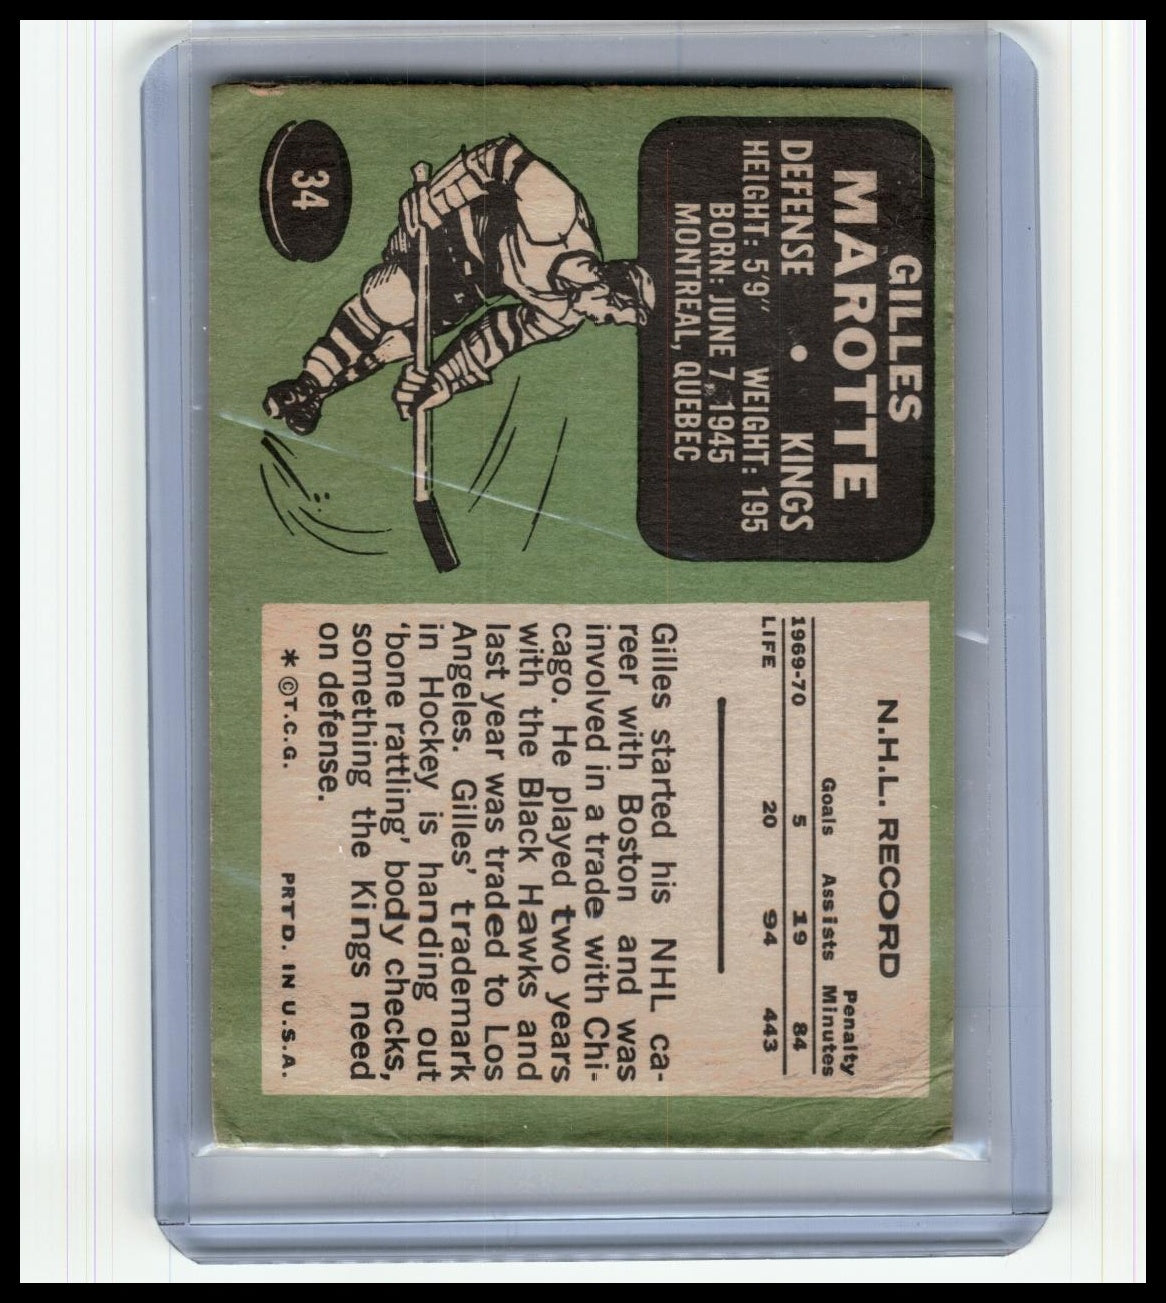 GILLES
MAROTTE
DEFENSE • KINGS
HEIGHT: 5'9" WEIGHT: 195
BORN: JUNE 7, 1945
MONTREAL, QUEBEC
34
N.H.L. RECORD
Penalty
Goals Assists Minutes
1969-70 5 19 84
LIFE 20 94 443
Gilles started his NHL ca-
reer with Boston and was
involved in a trade with Chi-
cago. He played two years
with the Black Hawks and
last year was traded to Los
Angeles. Gilles' trademark
in Hockey is handing out
'bone rattling' body checks,
something the Kings need
on defense.
* ©T.C.G. PRTD. IN U.S.A.